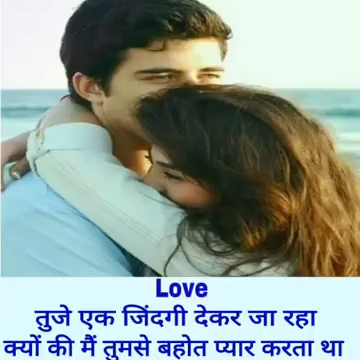 Love
तुजे एक जिंदगी देकर जा रहा
क्यों की मैं तुमसे बहोत प्यार करता था